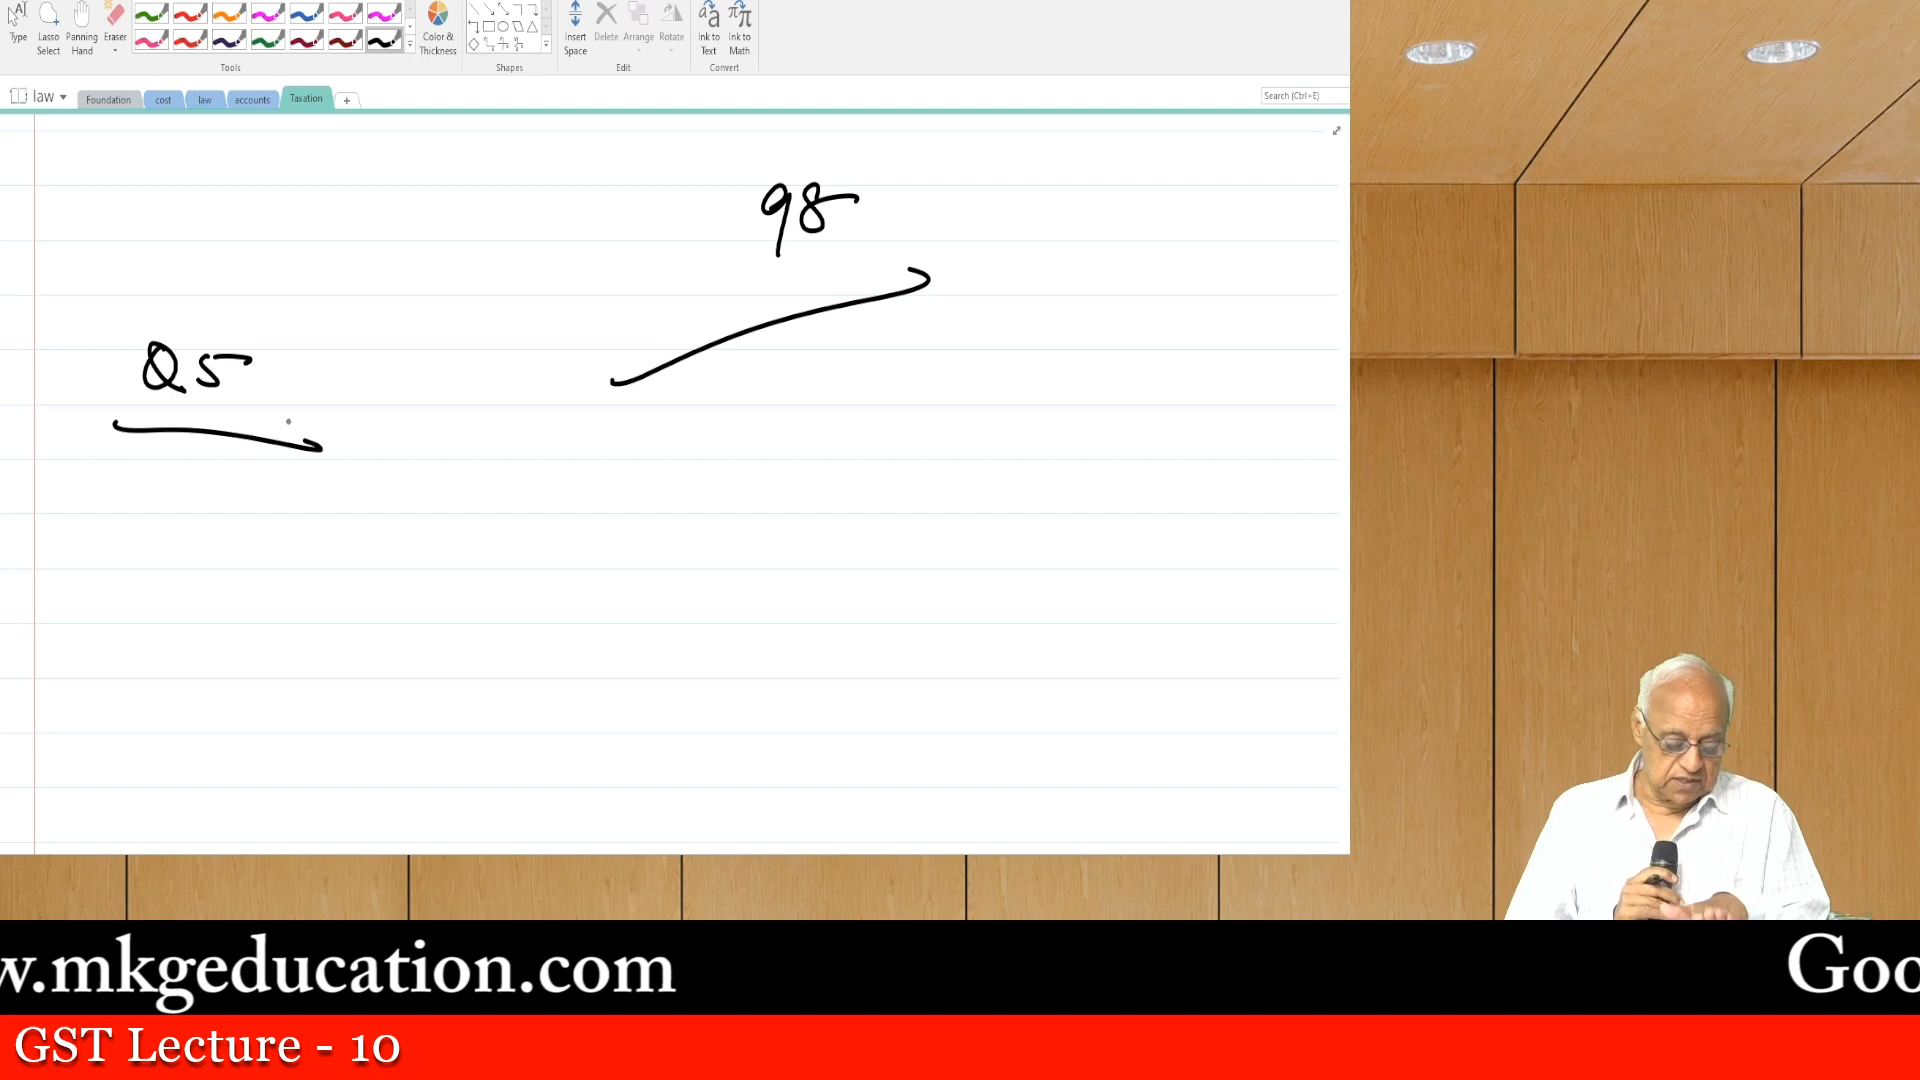 Type
Lasso Select
Panning Hand
Eraser
Color & Thickness
Insert Space
Delete
Arrange
Rotate
Ink to Text
Ink to Math
Tools
Shapes
Edit
Convert
law
Foundation
cost
law
accounts
Taxation
+
Search (Ctrl+E)
98
Q5
w.mkgeducation.com
Goo
GST Lecture - 10